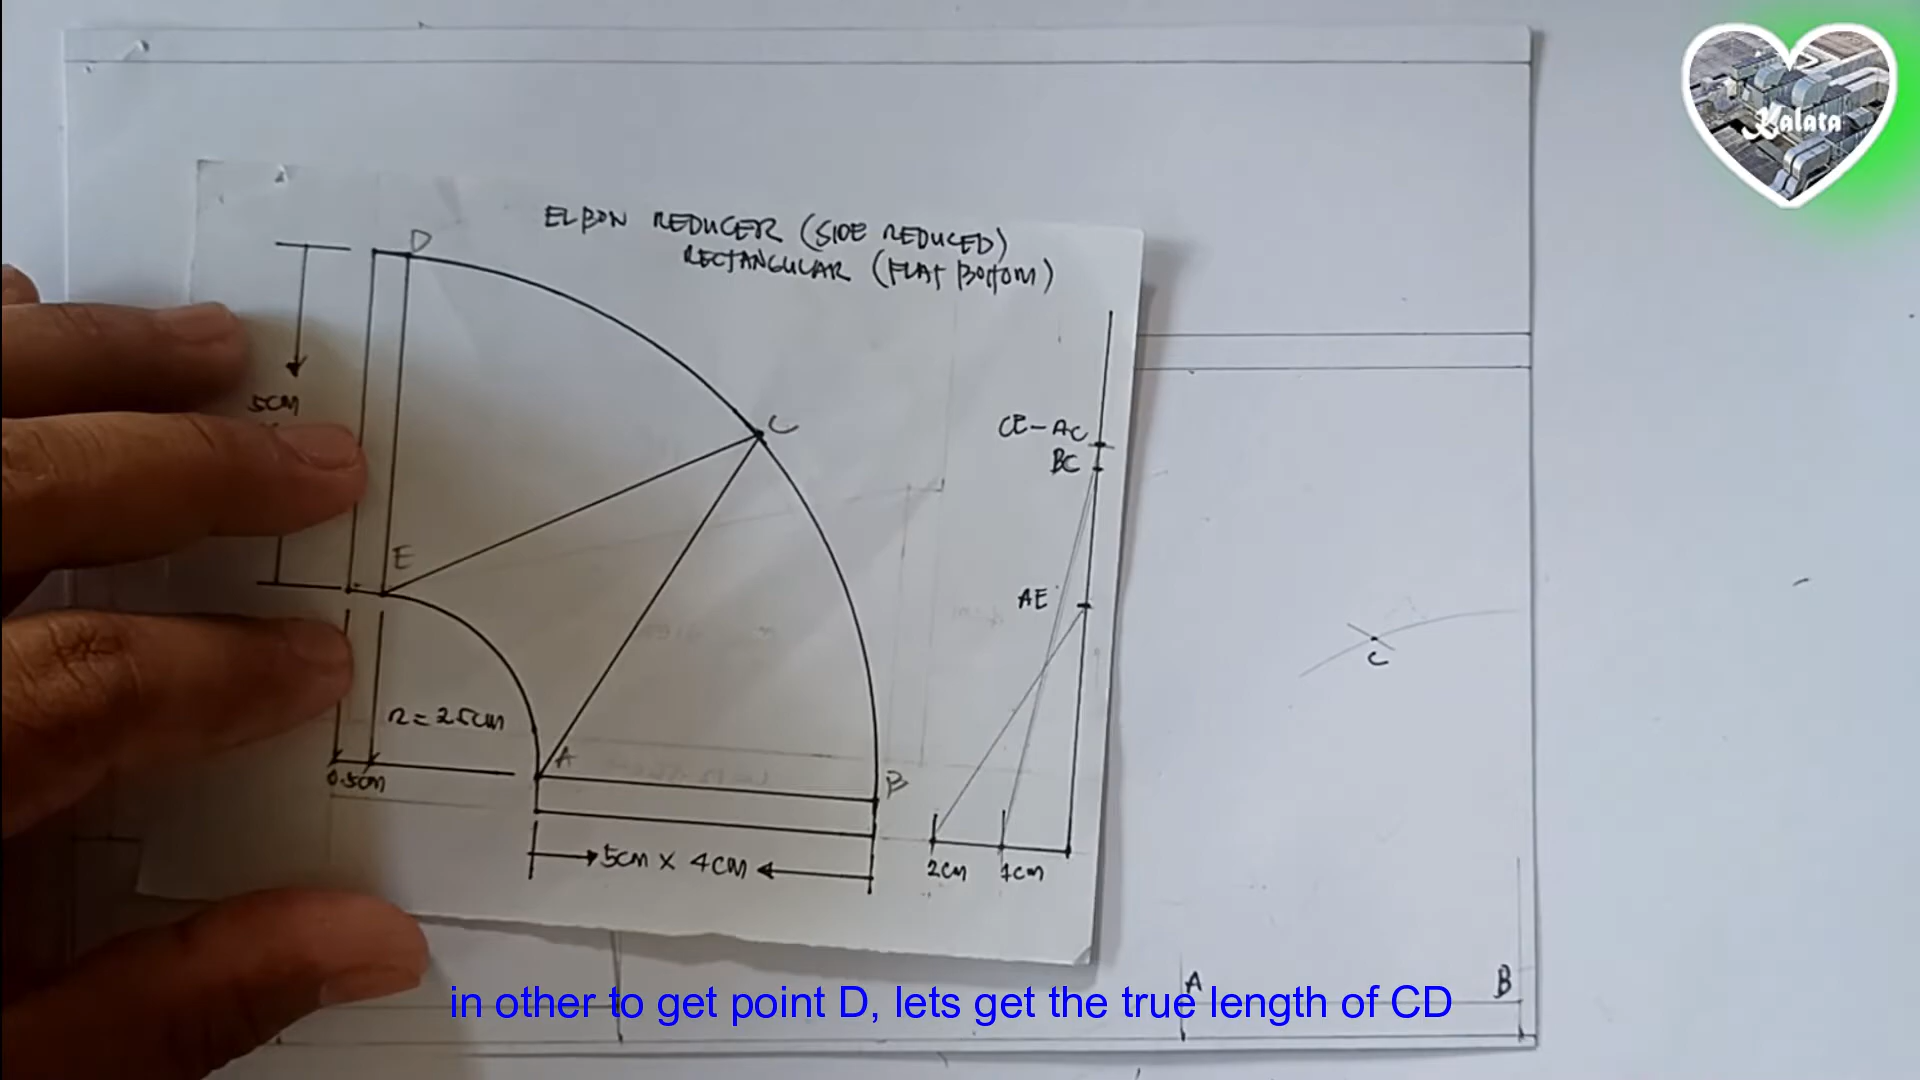 Kalata
ELBOW REDUCER (SIDE REDUCED)
RECTANGULAR (FLAT BOTTOM)
D
C
CE-AC
BC
5cm
E
AE
C
r=2.5cm
A
0.5cm
B
5cm x 4cm
2cm
1cm
A
B
in other to get point D, lets get the true length of CD